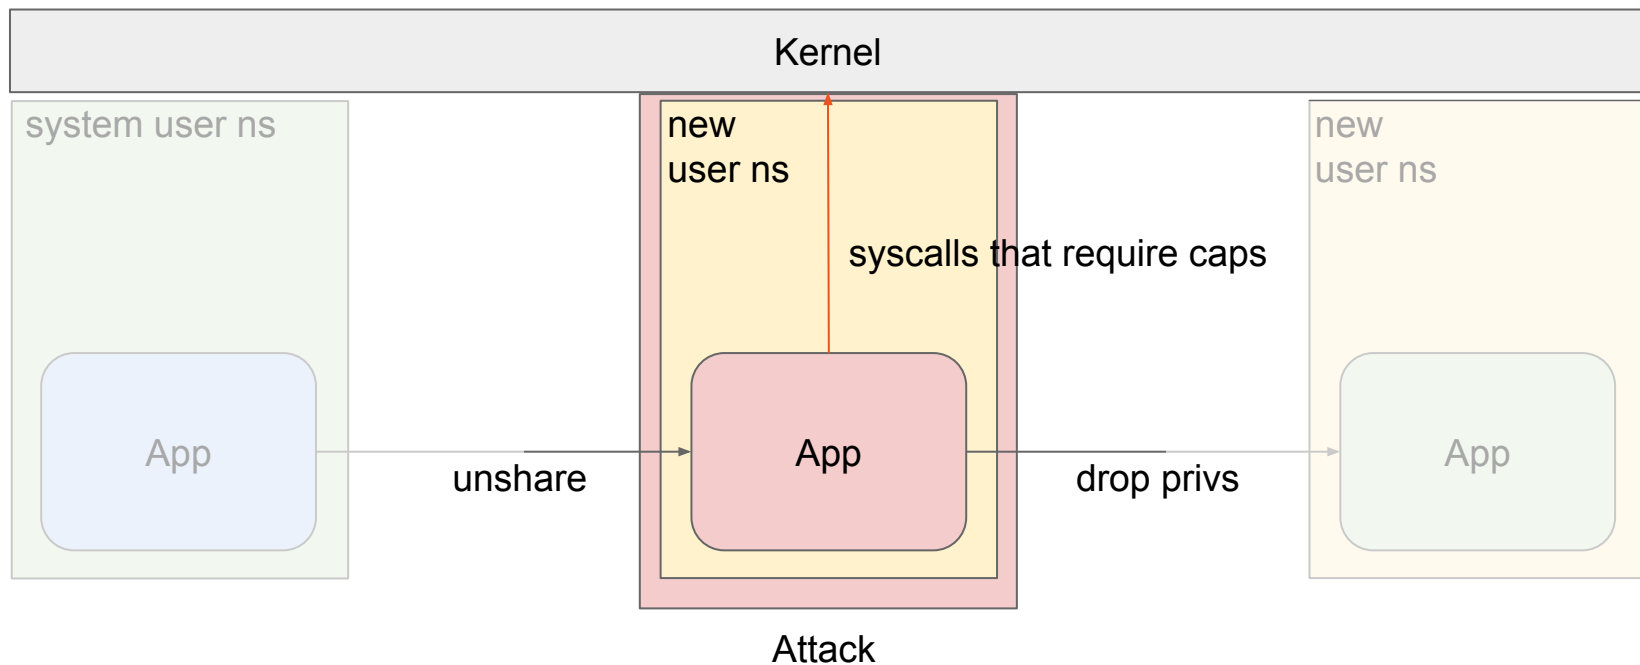 Kernel
system user ns
new
user ns
new
user ns
syscalls that require caps
App
App
App
unshare
drop privs
Attack